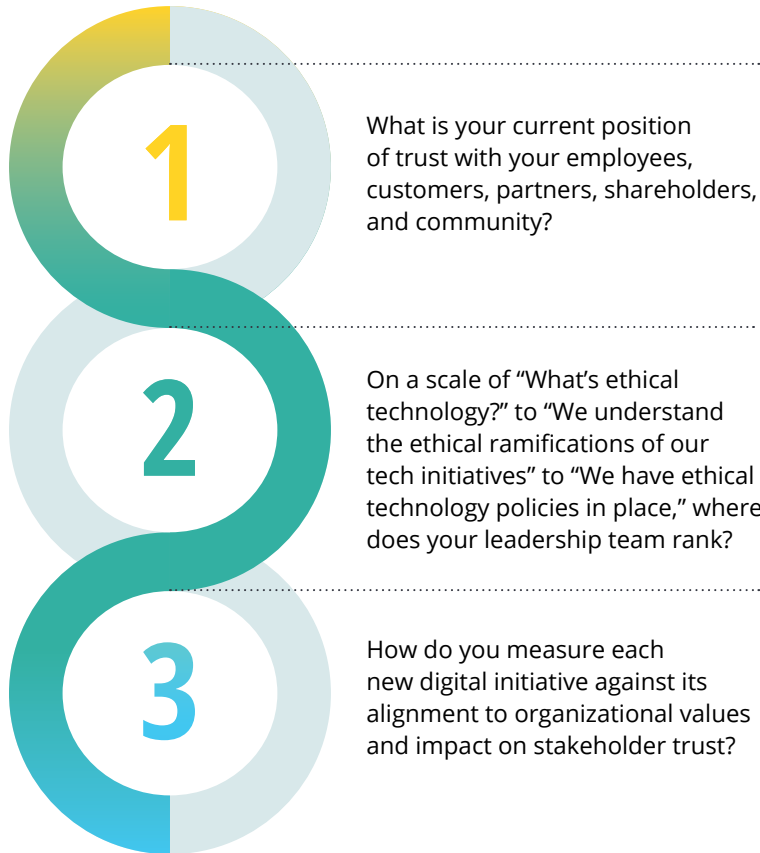 1
What is your current position
of trust with your employees,
customers, partners, shareholders,
and community?
2
On a scale of “What’s ethical
technology?” to “We understand
the ethical ramifications of our
tech initiatives” to “We have ethical
technology policies in place,” where
does your leadership team rank?
3
How do you measure each
new digital initiative against its
alignment to organizational values
and impact on stakeholder trust?